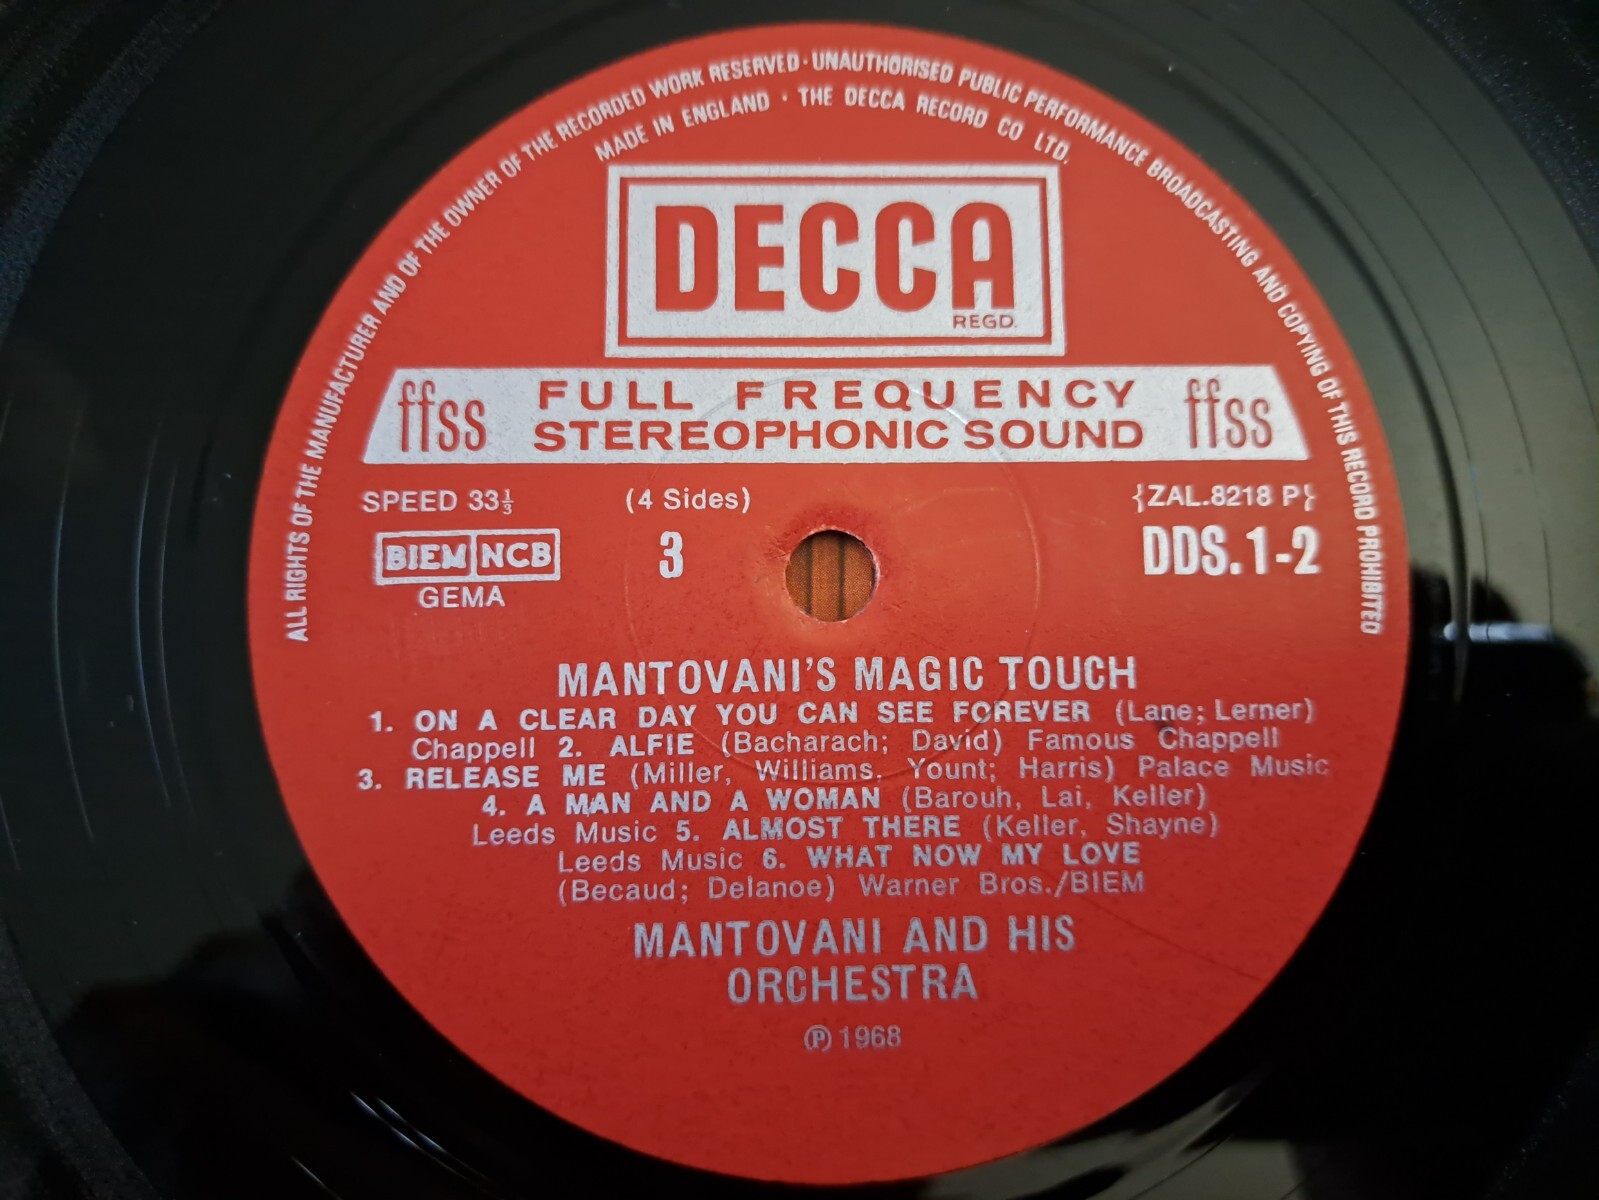 ALL RIGHTS OF THE MANUFACTURER AND OF THE OWNER OF THE RECORDED WORK RESERVED · UNAUTHORISED PUBLIC PERFORMANCE BROADCASTING AND COPYING OF THIS RECORD PROHIBITED
MADE IN ENGLAND · THE DECCA RECORD CO LTD.
DECCA
REGD.
ffss FULL FREQUENCY ffss
STEREOPHONIC SOUND
SPEED 33⅓ (4 Sides) {ZAL.8218 P}
BIEM NCB 3 DDS.1-2
GEMA
MANTOVANI'S MAGIC TOUCH
1. ON A CLEAR DAY YOU CAN SEE FOREVER (Lane; Lerner)
Chappell 2. ALFIE (Bacharach; David) Famous Chappell
3. RELEASE ME (Miller, Williams, Yount; Harris) Palace Music
4. A MAN AND A WOMAN (Barouh, Lai, Keller)
Leeds Music 5. ALMOST THERE (Keller, Shayne)
Leeds Music 6. WHAT NOW MY LOVE
(Becaud; Delanoe) Warner Bros./BIEM
MANTOVANI AND HIS
ORCHESTRA
℗ 1968